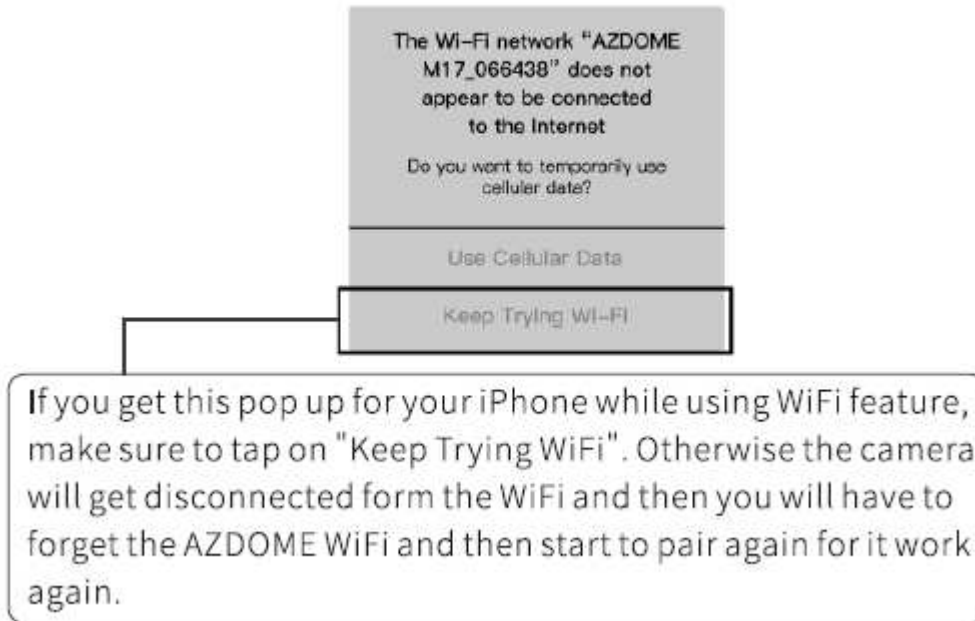 The Wi-Fi network "AZDOME
M17_066438" does not
appear to be connected
to the Internet
Do you want to temporarily use
cellular data?
Use Cellular Data
Keep Trying Wi-Fi
If you get this pop up for your iPhone while using WiFi feature,
make sure to tap on "Keep Trying WiFi". Otherwise the camera
will get disconnected form the WiFi and then you will have to
forget the AZDOME WiFi and then start to pair again for it work
again.